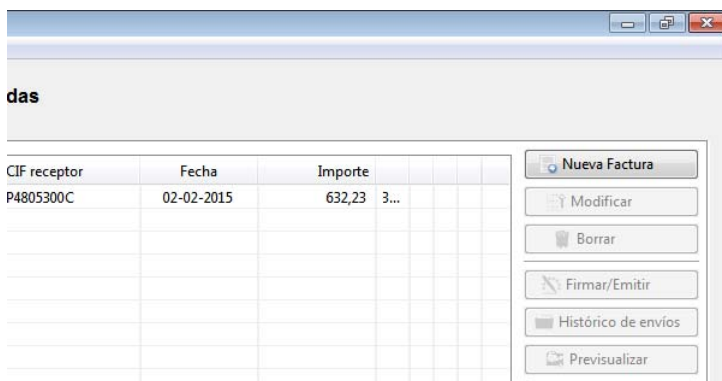 das
CIF receptor Fecha Importe
P4805300C 02-02-2015 632,23 3...
Nueva Factura
Modificar
Borrar
Firmar/Emitir
Histórico de envíos
Previsualizar